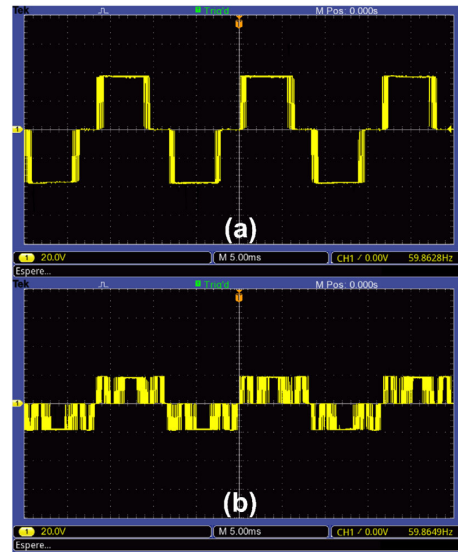 Tek
Trig'd
M Pos: 0.000s
T
1
(a)
1 20.0V
M 5.00ms
CH1 / 0.00V
59.8628Hz
Espere...
Tek
Trig'd
M Pos: 0.000s
T
1
(b)
1 20.0V
M 5.00ms
CH1 / 0.00V
59.8649Hz
Espere...